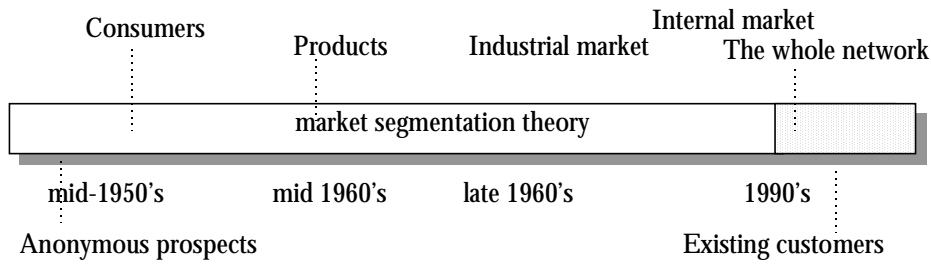 Consumers
Products
Industrial market
Internal market
The whole network
market segmentation theory
mid-1950's
mid 1960's
late 1960's
1990's
Anonymous prospects
Existing customers